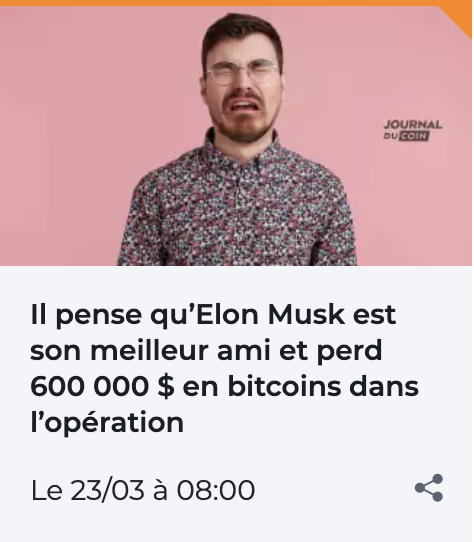 JOURNAL
DU COIN
Il pense qu’Elon Musk est
son meilleur ami et perd
600 000 $ en bitcoins dans
l’opération
Le 23/03 à 08:00